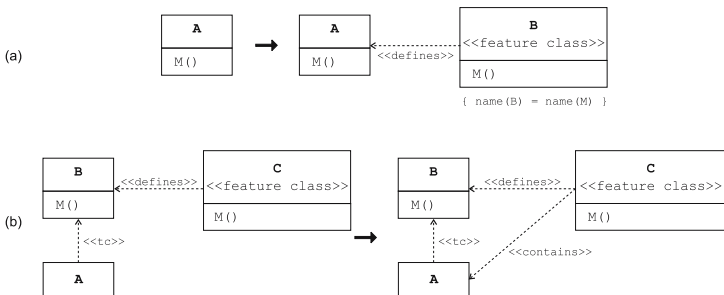 (a)
A
M()
A
M()
<<defines>>
B
<<feature class>>
M()
{ name(B) = name(M) }
(b)
B
M()
<<defines>>
C
<<feature class>>
M()
<<tc>>
A
B
M()
<<defines>>
C
<<feature class>>
M()
<<tc>>
<<contains>>
A